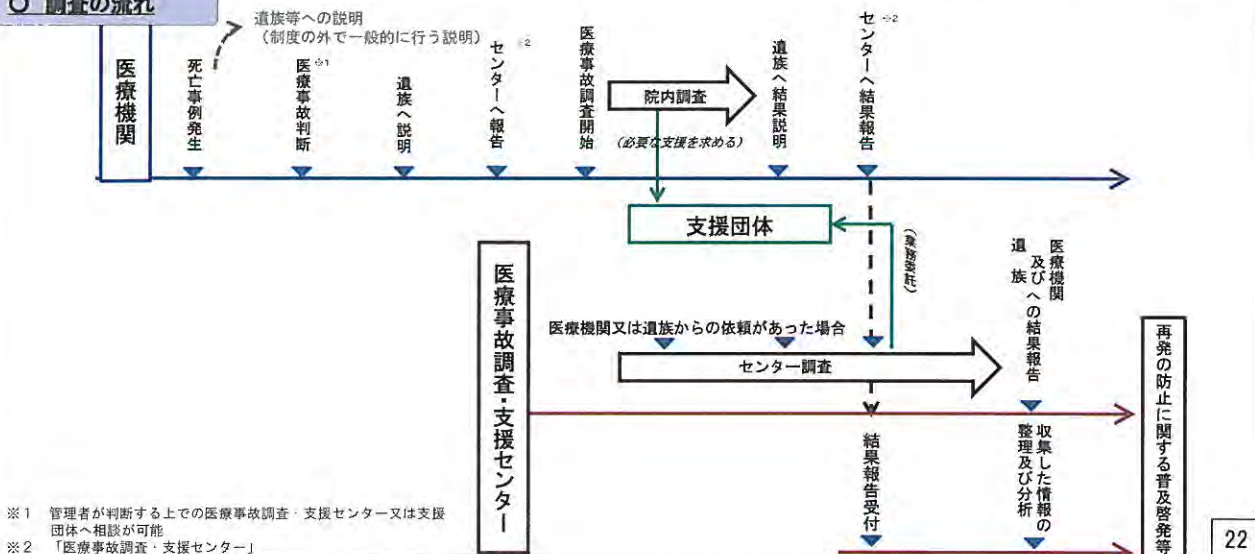 ○ 調査の流れ
遺族等への説明
(制度の外で一般的に行う説明)
医療機関
死亡事例発生
医療事故判断
※1
遺族へ説明
センターへ報告
※2
医療事故調査開始
院内調査
(必要な支援を求める)
遺族へ結果説明
センターへ結果報告
※2
支援団体
(業務委託)
医療事故調査・支援センター
医療機関又は遺族からの依頼があった場合
センター調査
医療機関
及び
遺族
への結果報告
結果報告受付
収集した情報の
整理及び分析
再発の防止に関する普及啓発等
※1 管理者が判断する上での医療事故調査・支援センター又は支援
団体へ相談が可能
※2 「医療事故調査・支援センター」
22